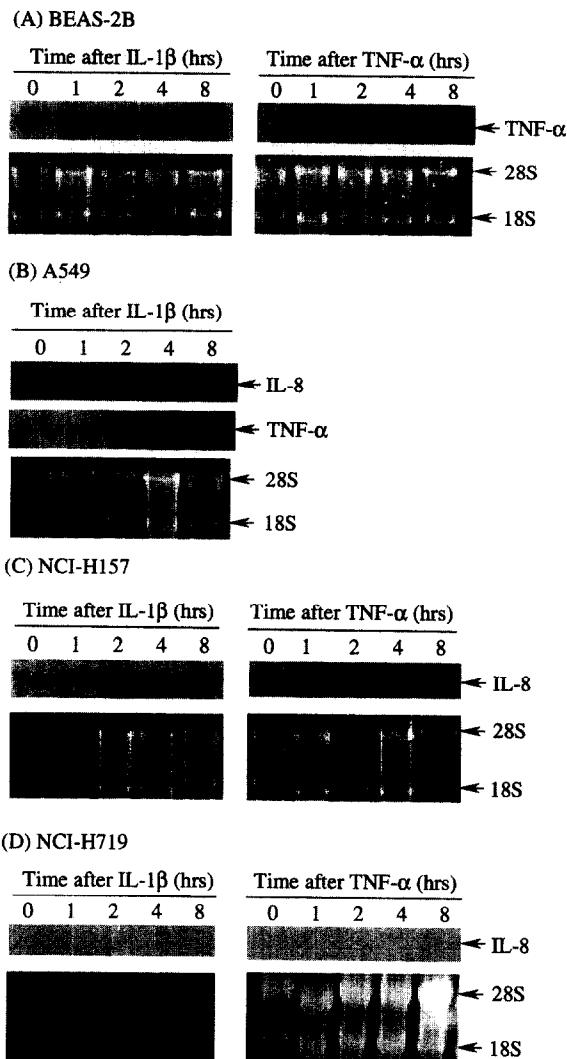 (A) BEAS-2B
Time after IL-1β (hrs) Time after TNF-α (hrs)
0 1 2 4 8 0 1 2 4 8
TNF-α
28S
18S
(B) A549
Time after IL-1β (hrs)
0 1 2 4 8
IL-8
TNF-α
28S
18S
(C) NCI-H157
Time after IL-1β (hrs) Time after TNF-α (hrs)
0 1 2 4 8 0 1 2 4 8
IL-8
28S
18S
(D) NCI-H719
Time after IL-1β (hrs) Time after TNF-α (hrs)
0 1 2 4 8 0 1 2 4 8
IL-8
28S
18S